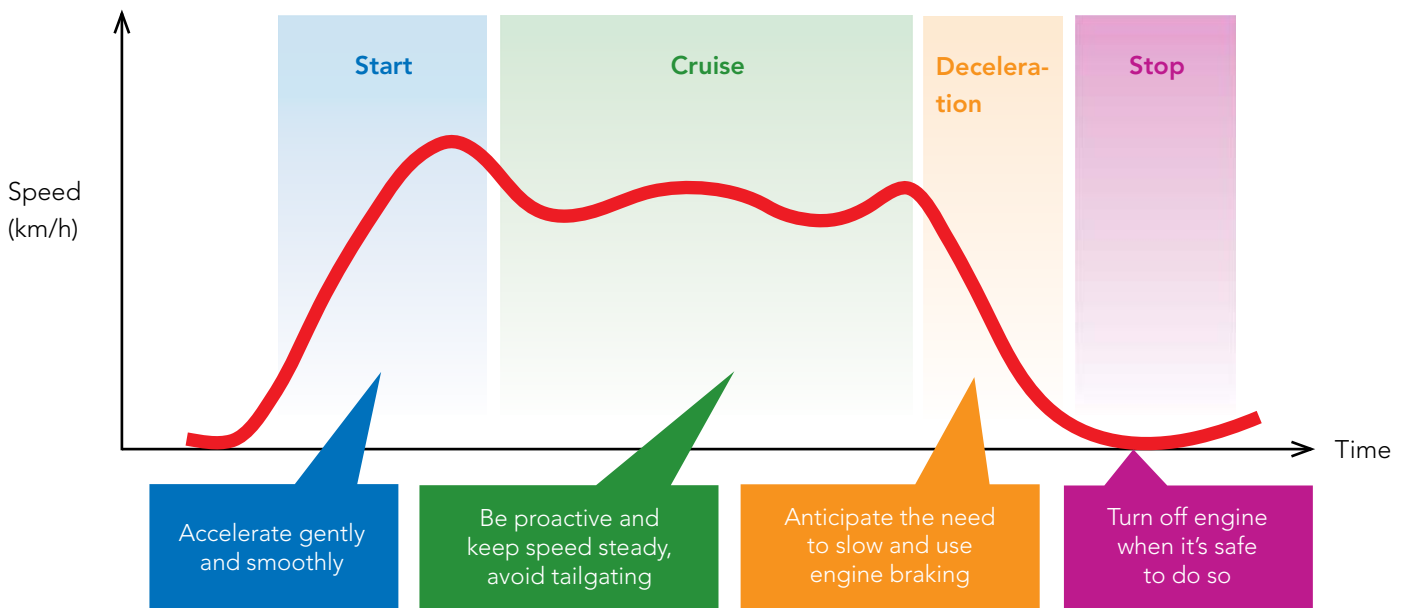 Start
Cruise
Decelera-
tion
Stop
Speed
(km/h)
Time
Accelerate gently
and smoothly
Be proactive and
keep speed steady,
avoid tailgating
Anticipate the need
to slow and use
engine braking
Turn off engine
when it’s safe
to do so